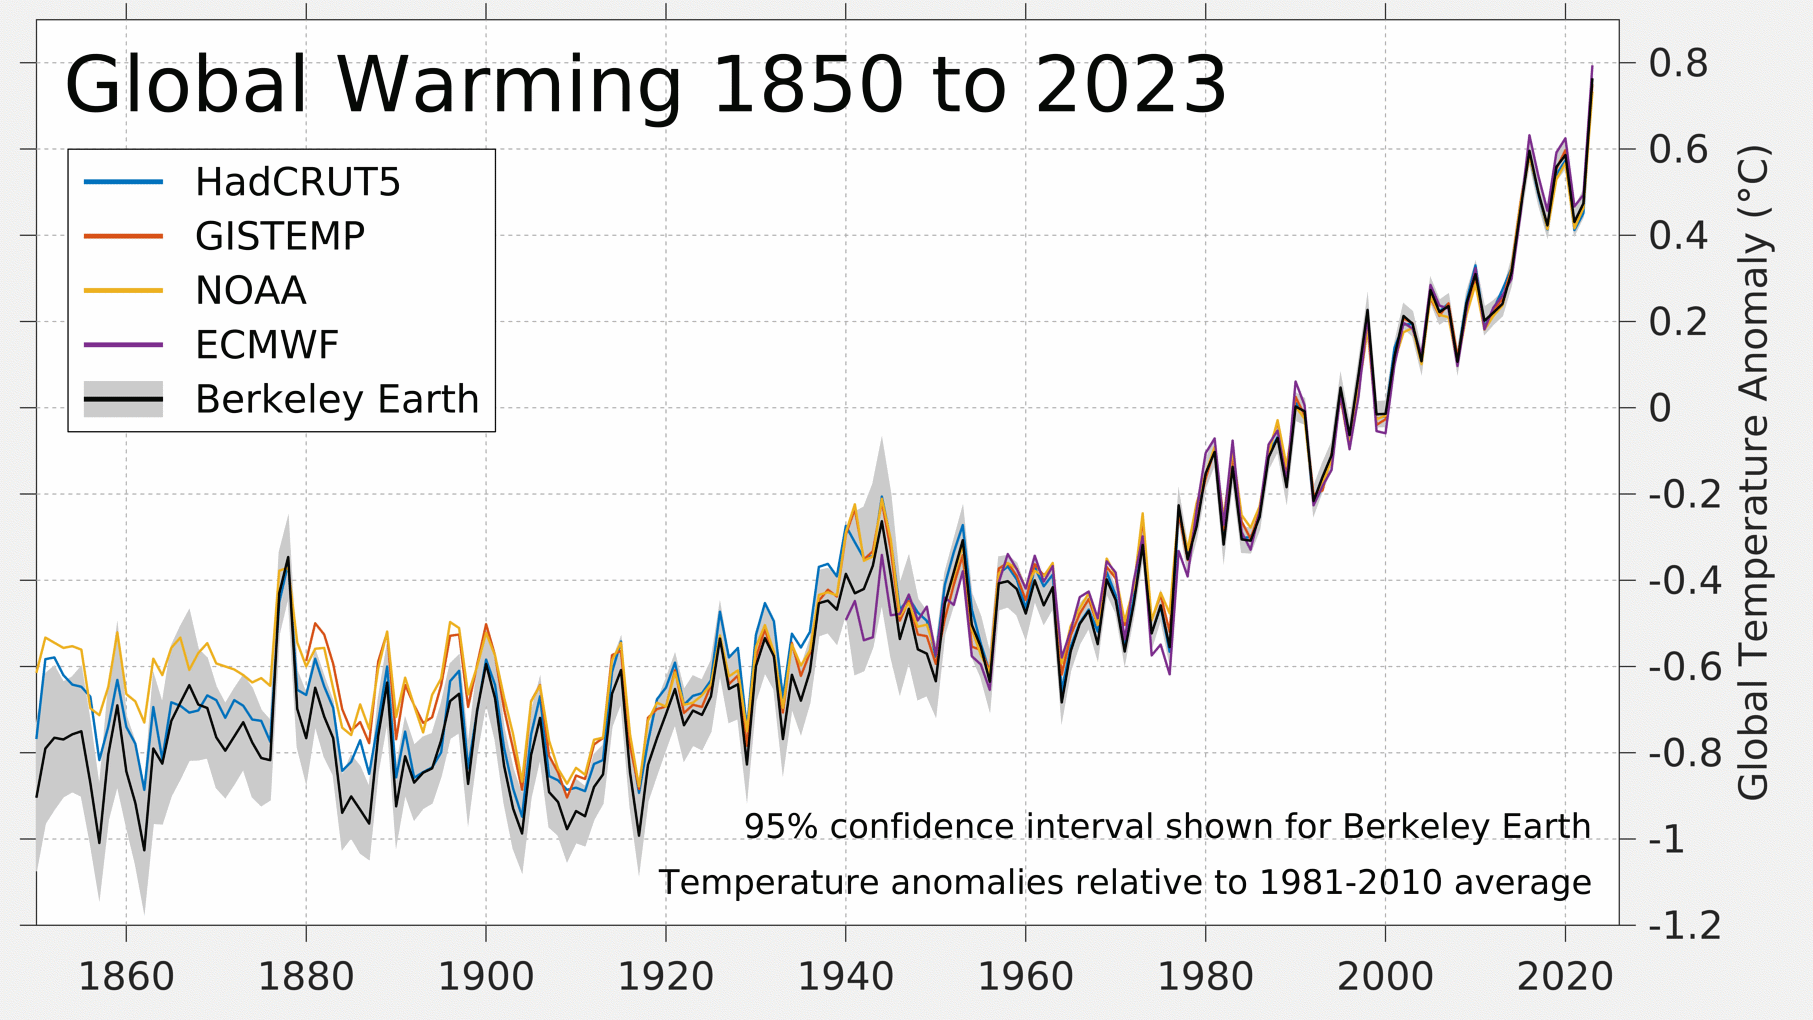 Global Warming 1850 to 2023
HadCRUT5
GISTEMP
NOAA
ECMWF
Berkeley Earth
0.8
0.6
0.4
0.2
0
-0.2
-0.4
-0.6
-0.8
-1
-1.2
Global Temperature Anomaly (°C)
95% confidence interval shown for Berkeley Earth
Temperature anomalies relative to 1981-2010 average
1860 1880 1900 1920 1940 1960 1980 2000 2020